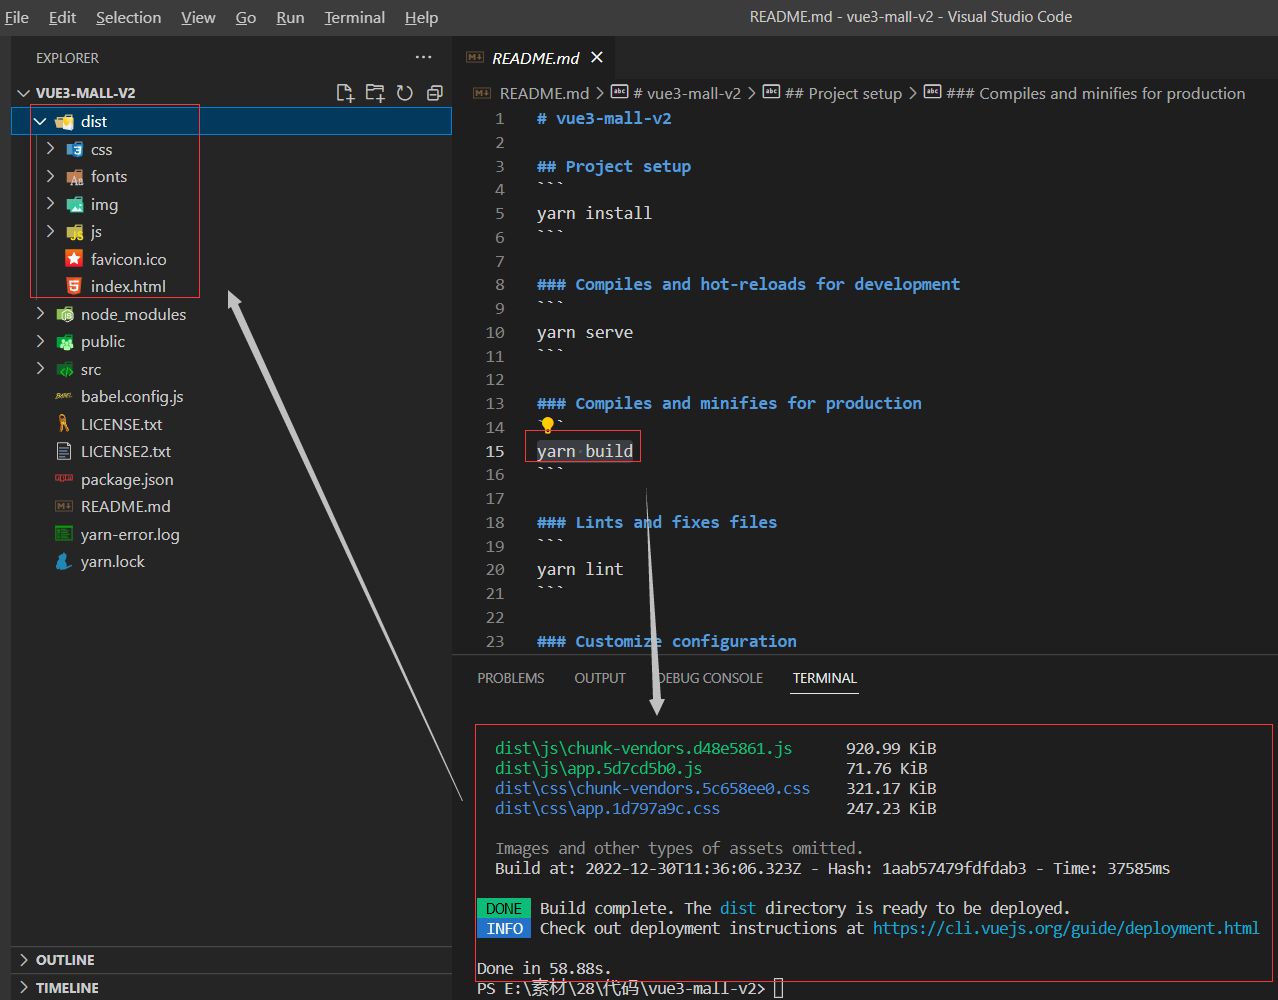 File Edit Selection View Go Run Terminal Help
README.md - vue3-mall-v2 - Visual Studio Code
EXPLORER
VUE3-MALL-V2
dist
css
fonts
img
js
favicon.ico
index.html
node_modules
public
src
babel.config.js
LICENSE.txt
LICENSE2.txt
package.json
README.md
yarn-error.log
yarn.lock
OUTLINE
TIMELINE
README.md
README.md > # vue3-mall-v2 > ## Project setup > ### Compiles and minifies for production
1 # vue3-mall-v2
2
3 ## Project setup
4 ```
5 yarn install
6 ```
7
8 ### Compiles and hot-reloads for development
9 ```
10 yarn serve
11 ```
12
13 ### Compiles and minifies for production
14 ```
15 yarn build
16 ```
17
18 ### Lints and fixes files
19 ```
20 yarn lint
21 ```
22
23 ### Customize configuration
PROBLEMS OUTPUT DEBUG CONSOLE TERMINAL
dist\js\chunk-vendors.d48e5861.js 920.99 KiB
dist\js\app.5d7cd5b0.js 71.76 KiB
dist\css\chunk-vendors.5c658ee0.css 321.17 KiB
dist\css\app.1d797a9c.css 247.23 KiB
Images and other types of assets omitted.
Build at: 2022-12-30T11:36:06.323Z - Hash: 1aab57479fdfdab3 - Time: 37585ms
DONE Build complete. The dist directory is ready to be deployed.
INFO Check out deployment instructions at https://cli.vuejs.org/guide/deployment.html
Done in 58.88s.
PS E:\素材\28\代码\vue3-mall-v2>